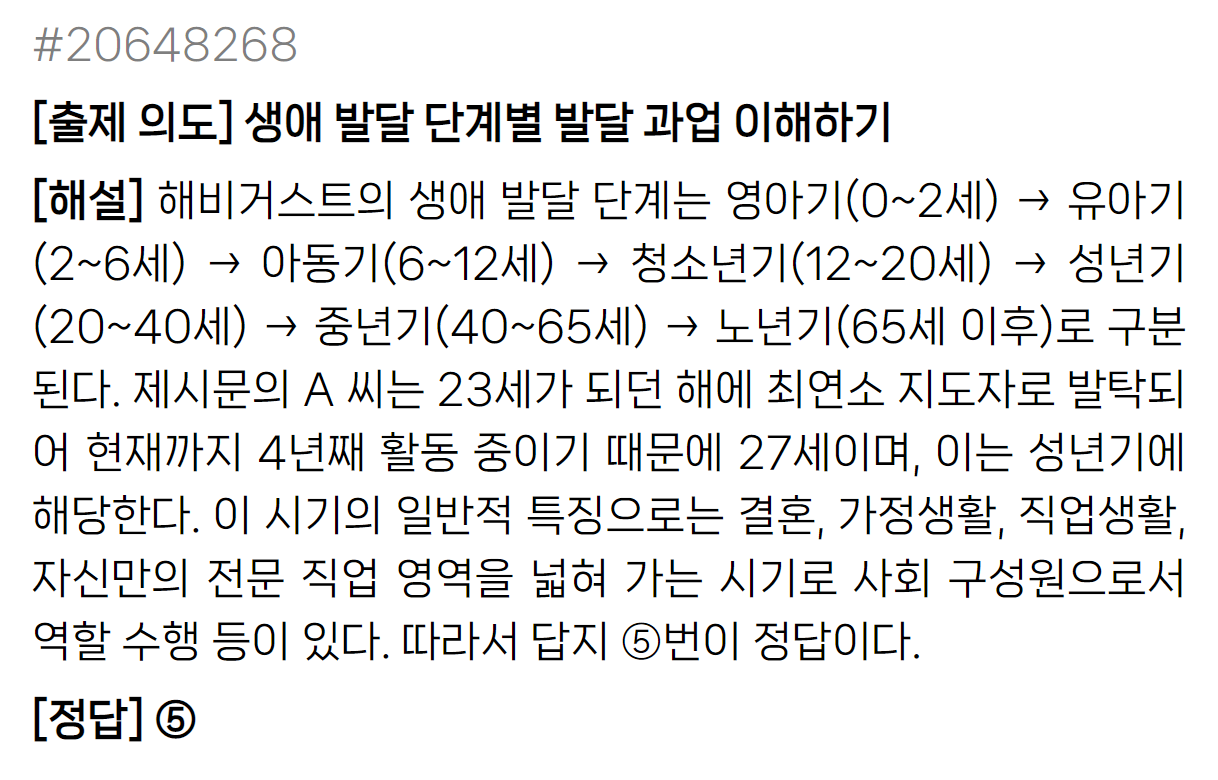 #20648268
[출제 의도] 생애 발달 단계별 발달 과업 이해하기
[해설] 해비거스트의 생애 발달 단계는 영아기(0~2세) → 유아기
(2~6세) → 아동기(6~12세) → 청소년기(12~20세) → 성년기
(20~40세) → 중년기(40~65세) → 노년기(65세 이후)로 구분
된다. 제시문의 A 씨는 23세가 되던 해에 최연소 지도자로 발탁되
어 현재까지 4년째 활동 중이기 때문에 27세이며, 이는 성년기에
해당한다. 이 시기의 일반적 특징으로는 결혼, 가정생활, 직업생활,
자신만의 전문 직업 영역을 넓혀 가는 시기로 사회 구성원으로서
역할 수행 등이 있다. 따라서 답지 ⑤번이 정답이다.
[정답] ⑤